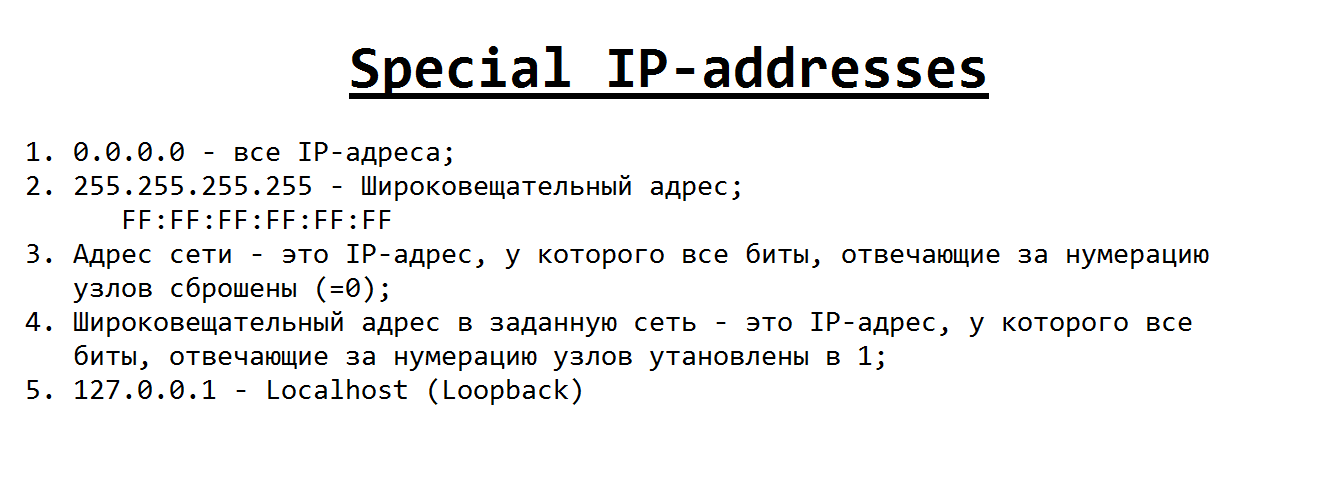 Special IP-addresses
1. 0.0.0.0 - все IP-адреса;
2. 255.255.255.255 - Широковещательный адрес;
FF:FF:FF:FF:FF:FF
3. Адрес сети - это IP-адрес, у которого все биты, отвечающие за нумерацию
узлов сброшены (=0);
4. Широковещательный адрес в заданную сеть - это IP-адрес, у которого все
биты, отвечающие за нумерацию узлов утановлены в 1;
5. 127.0.0.1 - Localhost (Loopback)